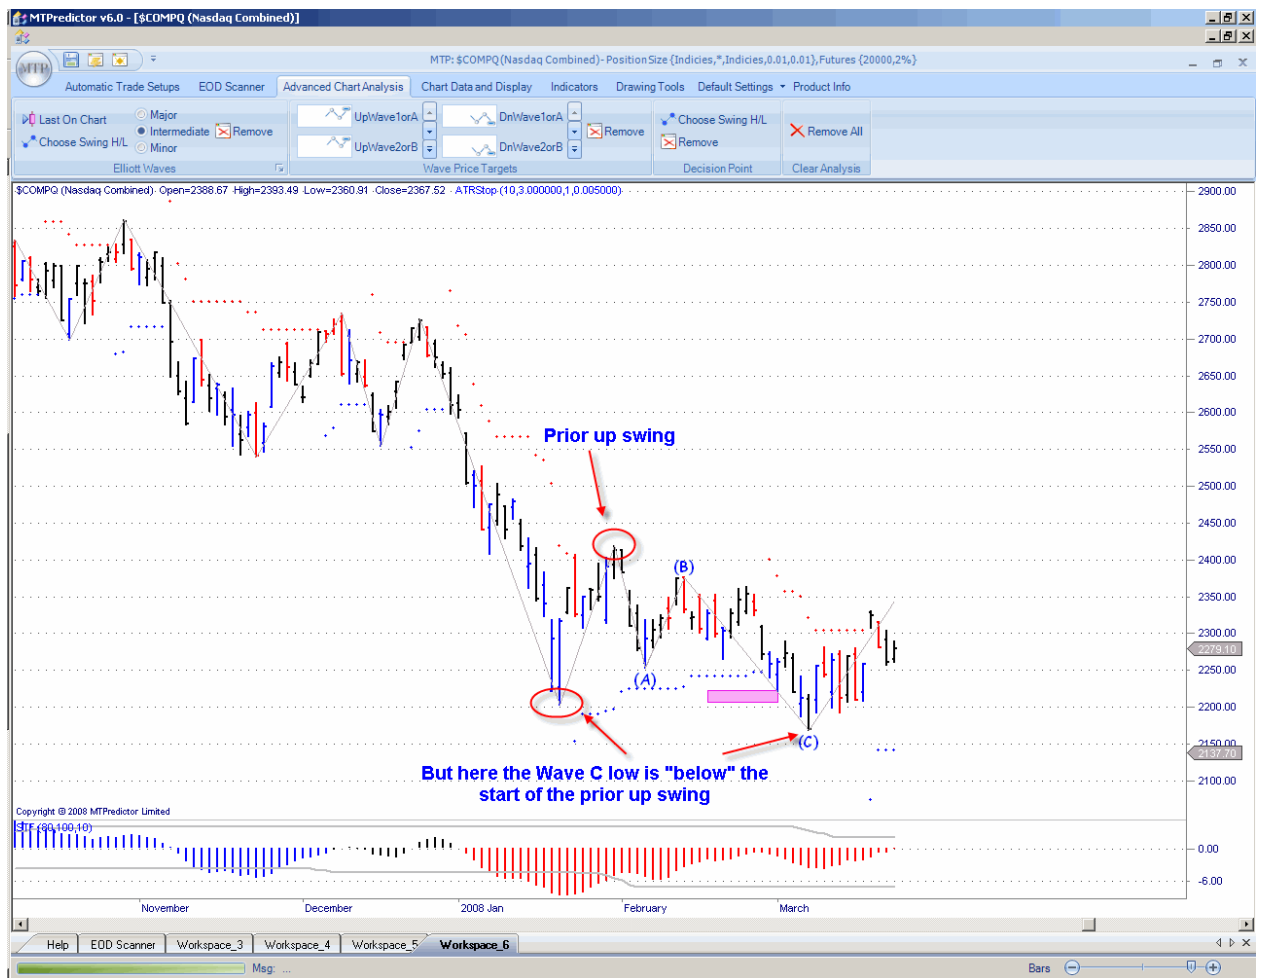 MTPredictor v6.0 - [$COMPQ (Nasdaq Combined)]
MTP
MTP: $COMPQ(Nasdaq Combined)- PositionSize {Indicies,*,Indicies,0.01,0.01},Futures {20000,2%}
Automatic Trade Setups EOD Scanner Advanced Chart Analysis Chart Data and Display Indicators Drawing Tools Default Settings Product Info
Last On Chart
Choose Swing H/L
Major
Intermediate
Minor
Remove
Elliott Waves
UpWave1orA
UpWave2orB
DnWave1orA
DnWave2orB
Remove
Wave Price Targets
Choose Swing H/L
Remove
Decision Point
Remove All
Clear Analysis
$COMPQ (Nasdaq Combined) Open=2388.67 High=2393.49 Low=2360.91 Close=2367.52 ATRStop (10,3.000000,1,0.005000)
2900.00
2850.00
2800.00
2750.00
2700.00
2650.00
2600.00
2550.00
2500.00
2450.00
2400.00
2350.00
2300.00
2279.10
2250.00
2200.00
2150.00
2137.70
2100.00
Prior up swing
(B)
(A)
(C)
But here the Wave C low is "below" the
start of the prior up swing
Copyright © 2008 MTPredictor Limited
STF (80,100,10)
0.00
-6.00
November December 2008 Jan February March
Help EOD Scanner Workspace_3 Workspace_4 Workspace_5 Workspace_6
Msg: ...
Bars